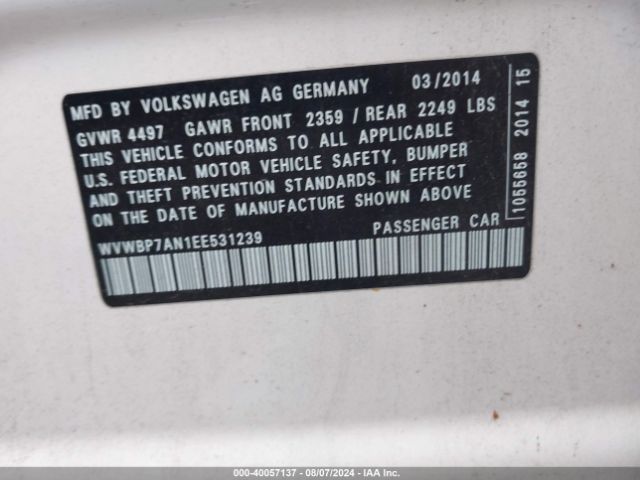 MFD BY VOLKSWAGEN AG GERMANY 03/2014
GVWR 4497 GAWR FRONT 2359 / REAR 2249 LBS
THIS VEHICLE CONFORMS TO ALL APPLICABLE
U.S. FEDERAL MOTOR VEHICLE SAFETY, BUMPER
AND THEFT PREVENTION STANDARDS IN EFFECT
ON THE DATE OF MANUFACTURE SHOWN ABOVE
WVWBP7AN1EE531239 PASSENGER CAR
1055658 2014 15
000-40057137 - 08/07/2024 - IAA Inc.